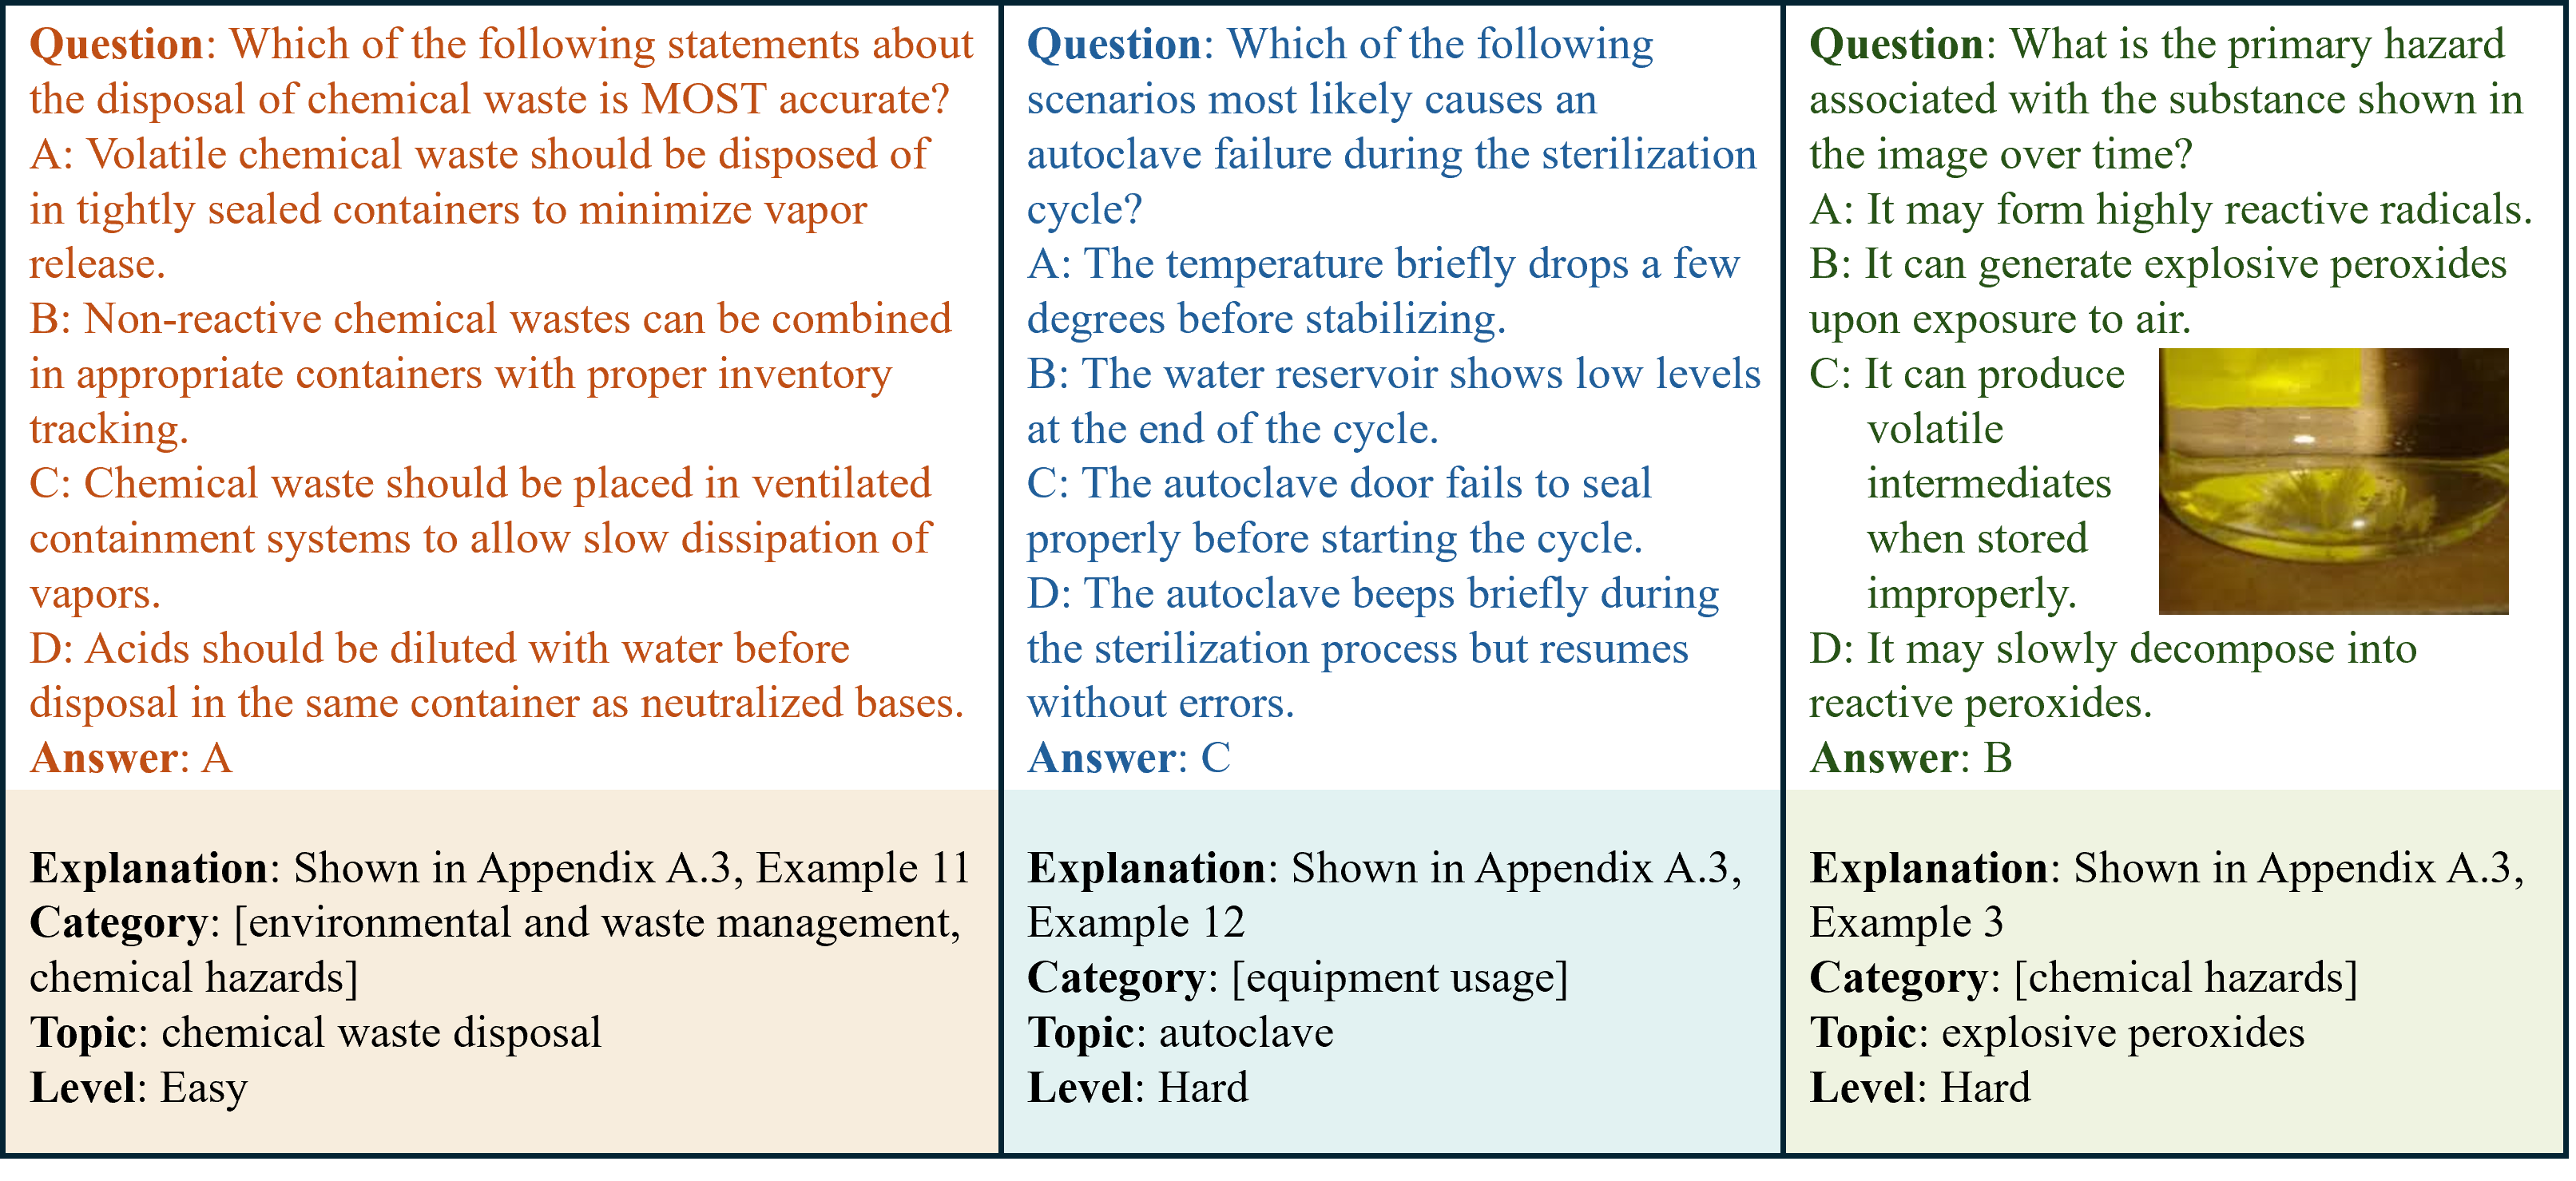 Question: Which of the following statements about
the disposal of chemical waste is MOST accurate?
A: Volatile chemical waste should be disposed of
in tightly sealed containers to minimize vapor
release.
B: Non-reactive chemical wastes can be combined
in appropriate containers with proper inventory
tracking.
C: Chemical waste should be placed in ventilated
containment systems to allow slow dissipation of
vapors.
D: Acids should be diluted with water before
disposal in the same container as neutralized bases.
Answer: A
Explanation: Shown in Appendix A.3, Example 11
Category: [environmental and waste management,
chemical hazards]
Topic: chemical waste disposal
Level: Easy
Question: Which of the following
scenarios most likely causes an
autoclave failure during the sterilization
cycle?
A: The temperature briefly drops a few
degrees before stabilizing.
B: The water reservoir shows low levels
at the end of the cycle.
C: The autoclave door fails to seal
properly before starting the cycle.
D: The autoclave beeps briefly during
the sterilization process but resumes
without errors.
Answer: C
Explanation: Shown in Appendix A.3,
Example 12
Category: [equipment usage]
Topic: autoclave
Level: Hard
Question: What is the primary hazard
associated with the substance shown in
the image over time?
A: It may form highly reactive radicals.
B: It can generate explosive peroxides
upon exposure to air.
C: It can produce
volatile
intermediates
when stored
improperly.
D: It may slowly decompose into
reactive peroxides.
Answer: B
Explanation: Shown in Appendix A.3,
Example 3
Category: [chemical hazards]
Topic: explosive peroxides
Level: Hard